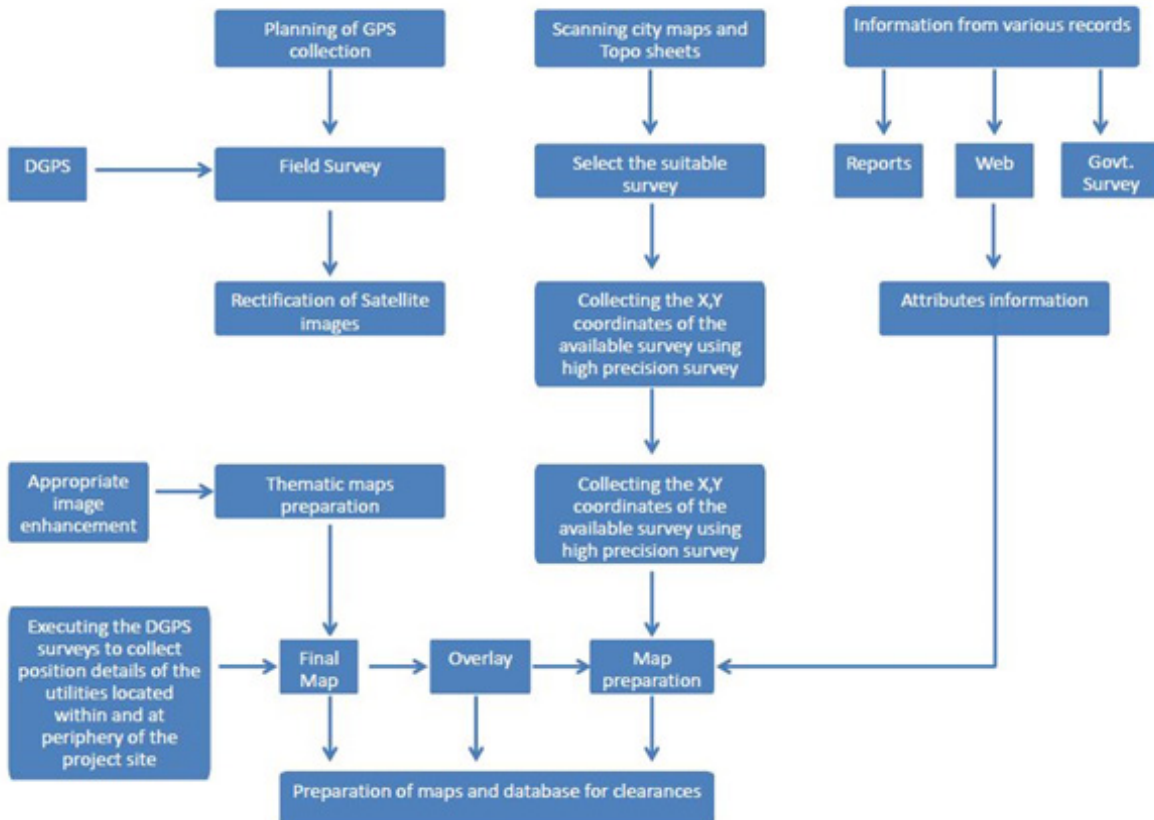 Planning of GPS
collection
Scanning city maps and
Topo sheets
Information from various records
DGPS
Field Survey
Select the suitable
survey
Reports
Web
Govt.
Survey
Rectification of Satellite
images
Collecting the X,Y
coordinates of the
available survey using
high precision survey
Attributes information
Appropriate
image
enhancement
Thematic maps
preparation
Collecting the X,Y
coordinates of the
available survey using
high precision survey
Executing the DGPS
surveys to collect
position details of the
utilities located
within and at
periphery of the
project site
Final
Map
Overlay
Map
preparation
Preparation of maps and database for clearances